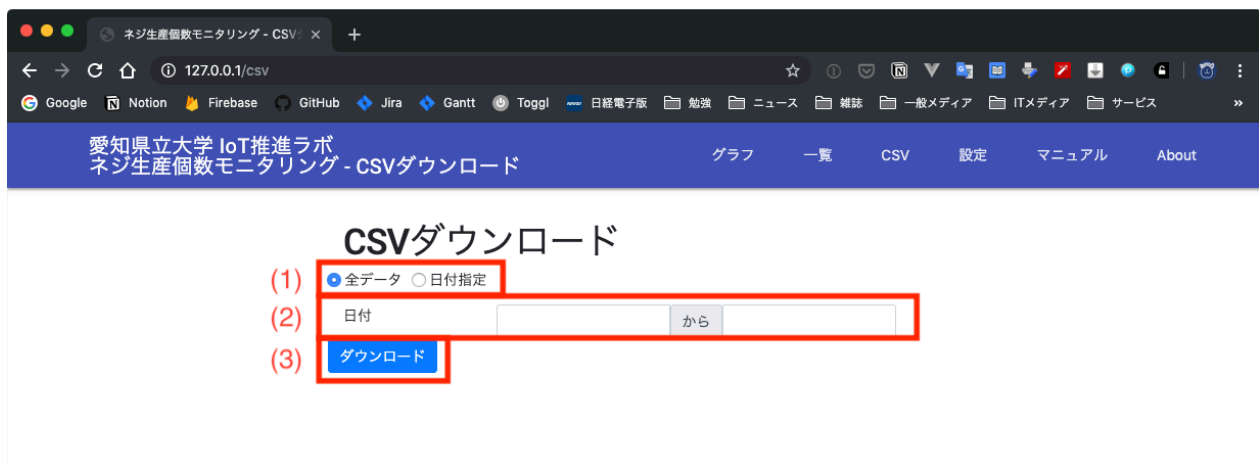 ネジ生産個数モニタリング - CSV
127.0.0.1/csv
Google Notion Firebase GitHub Jira Gantt Toggl 日経電子版 勉強 ニュース 雑誌 一般メディア ITメディア サービス »
愛知県立大学 IoT推進ラボ
ネジ生産個数モニタリング - CSVダウンロード
グラフ 一覧 CSV 設定 マニュアル About
CSVダウンロード
(1) 全データ 日付指定
(2) 日付 から
(3) ダウンロード